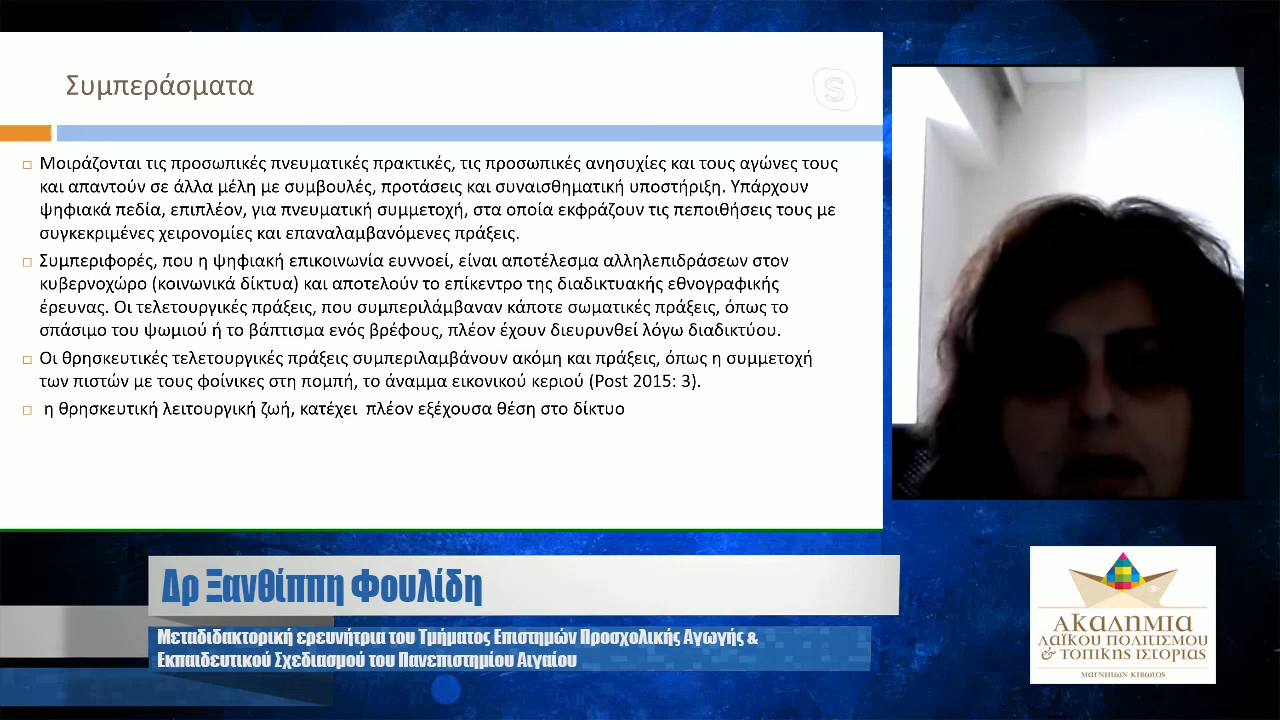 Συμπεράσματα
Μοιράζονται τις προσωπικές πνευματικές πρακτικές, τις προσωπικές ανησυχίες και τους αγώνες τους
και απαντούν σε άλλα μέλη με συμβουλές, προτάσεις και συναισθηματική υποστήριξη. Υπάρχουν
ψηφιακά πεδία, επιπλέον, για πνευματική συμμετοχή, στα οποία εκφράζουν τις πεποιθήσεις τους με
συγκεκριμένες χειρονομίες και επαναλαμβανόμενες πράξεις.
Συμπεριφορές, που η ψηφιακή επικοινωνία ευννοεί, είναι αποτέλεσμα αλληλεπιδράσεων στον
κυβερνοχώρο (κοινωνικά δίκτυα) και αποτελούν το επίκεντρο της διαδικτυακής εθνογραφικής
έρευνας. Οι τελετουργικές πράξεις, που συμπεριλάμβαναν κάποτε σωματικές πράξεις, όπως το
σπάσιμο του ψωμιού ή το βάπτισμα ενός βρέφους, πλέον έχουν διευρυνθεί λόγω διαδικτύου.
Οι θρησκευτικές τελετουργικές πράξεις συμπεριλαμβάνουν ακόμη και πράξεις, όπως η συμμετοχή
των πιστών με τους φοίνικες στη πομπή, το άναμμα εικονικού κεριού (Post 2015: 3).
η θρησκευτική λειτουργική ζωή, κατέχει πλέον εξέχουσα θέση στο δίκτυο
S
Δρ Ξανθίππη Φουλίδη
Μεταδιδακτορική ερευνήτρια του Τμήματος Επιστημών Προσχολικής Αγωγής &
Εκπαιδευτικού Σχεδιασμού του Πανεπιστημίου Αιγαίου
ΑΚΑΔΗΜΙΑ
ΛΑΪΚΟΥ ΠΟΛΙΤΙΣΜΟΥ
& ΤΟΠΙΚΗΣ ΙΣΤΟΡΙΑΣ
ΜΑΓΝΗΤΩΝ ΚΙΒΩΤΟΣ